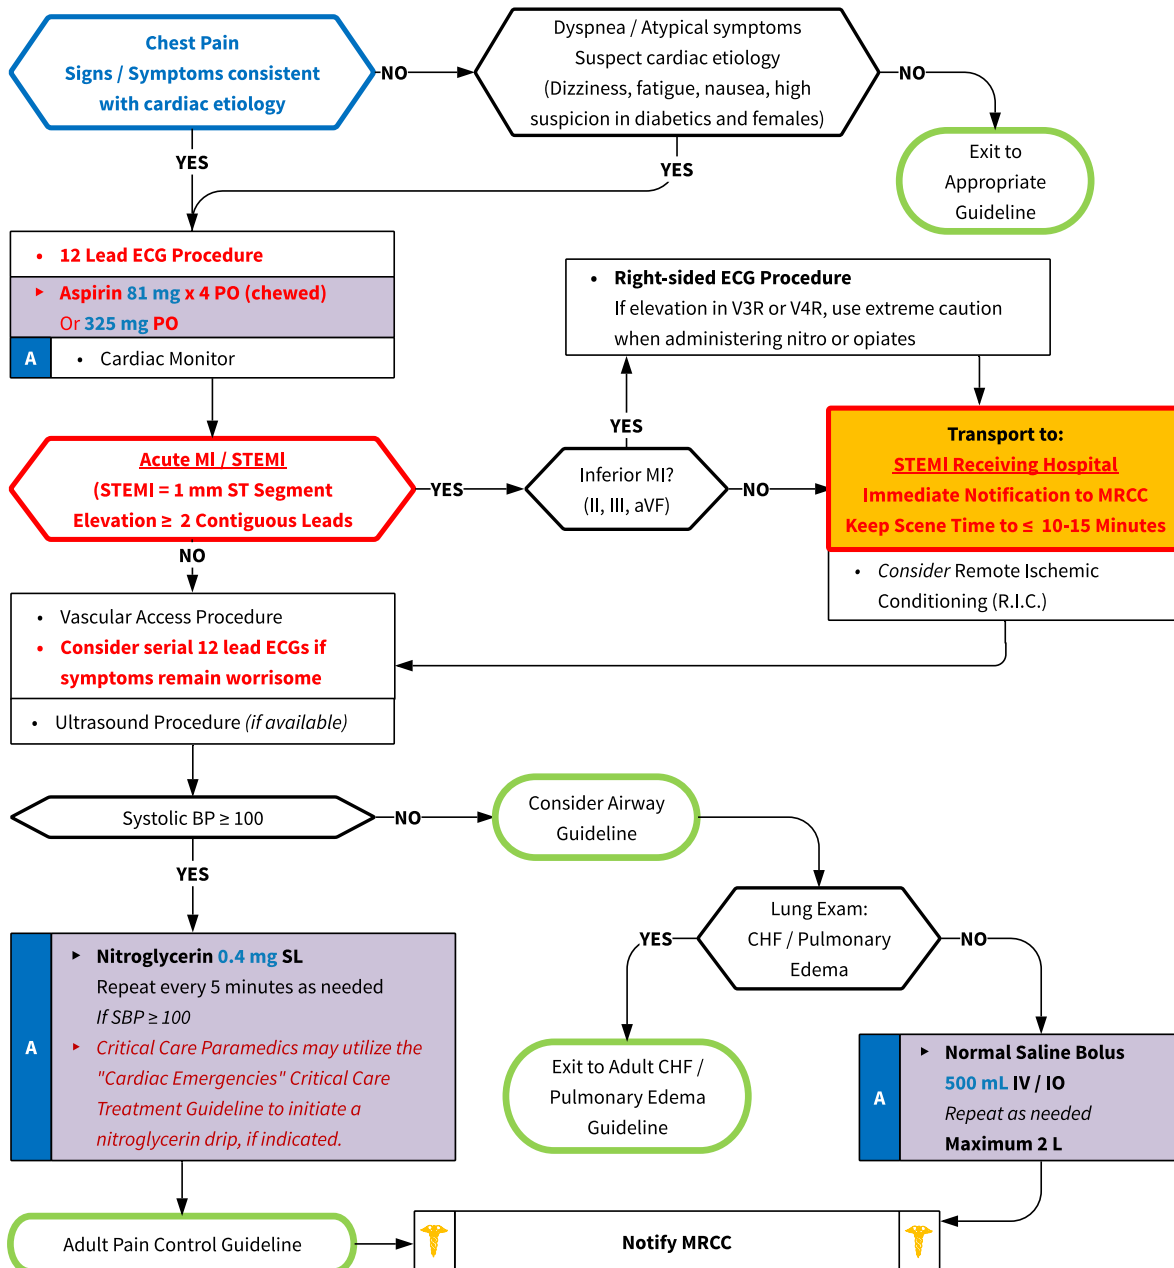 Chest Pain
Signs / Symptoms consistent
with cardiac etiology
NO
Dyspnea / Atypical symptoms
Suspect cardiac etiology
(Dizziness, fatigue, nausea, high
suspicion in diabetics and females)
NO
YES
YES
Exit to
Appropriate
Guideline
• 12 Lead ECG Procedure
▸ Aspirin 81 mg x 4 PO (chewed)
Or 325 mg PO
A
• Cardiac Monitor
• Right-sided ECG Procedure
If elevation in V3R or V4R, use extreme caution
when administering nitro or opiates
YES
Acute MI / STEMI
(STEMI = 1 mm ST Segment
Elevation ≥ 2 Contiguous Leads
YES
Inferior MI?
(II, III, aVF)
NO
Transport to:
STEMI Receiving Hospital
Immediate Notification to MRCC
Keep Scene Time to ≤ 10-15 Minutes
• Consider Remote Ischemic
Conditioning (R.I.C.)
NO
• Vascular Access Procedure
• Consider serial 12 lead ECGs if
symptoms remain worrisome
• Ultrasound Procedure (if available)
Systolic BP ≥ 100
NO
Consider Airway
Guideline
YES
Lung Exam:
CHF / Pulmonary
Edema
YES
NO
A
▸ Nitroglycerin 0.4 mg SL
Repeat every 5 minutes as needed
If SBP ≥ 100
▸ Critical Care Paramedics may utilize the
"Cardiac Emergencies" Critical Care
Treatment Guideline to initiate a
nitroglycerin drip, if indicated.
Exit to Adult CHF /
Pulmonary Edema
Guideline
A
▸ Normal Saline Bolus
500 mL IV / IO
Repeat as needed
Maximum 2 L
Adult Pain Control Guideline
Notify MRCC